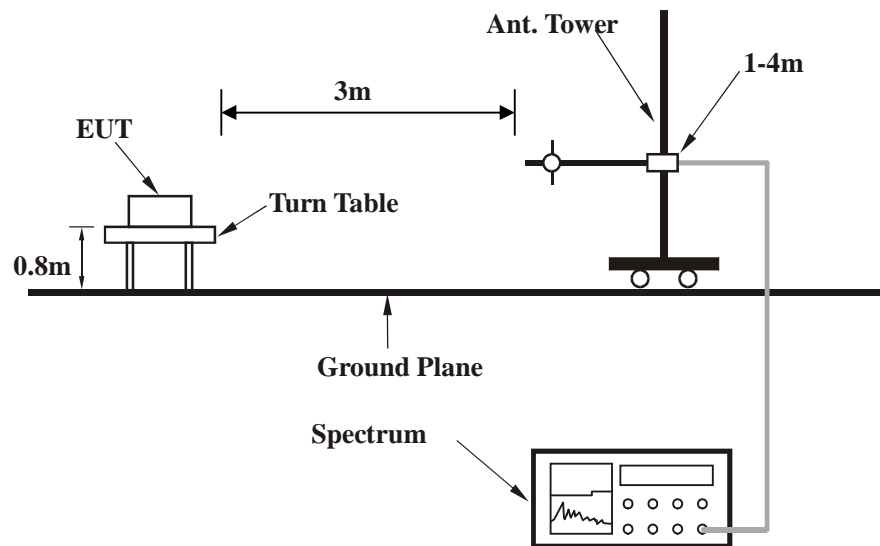 Ant. Tower
1-4m
3m
EUT
Turn Table
0.8m
Ground Plane
Spectrum